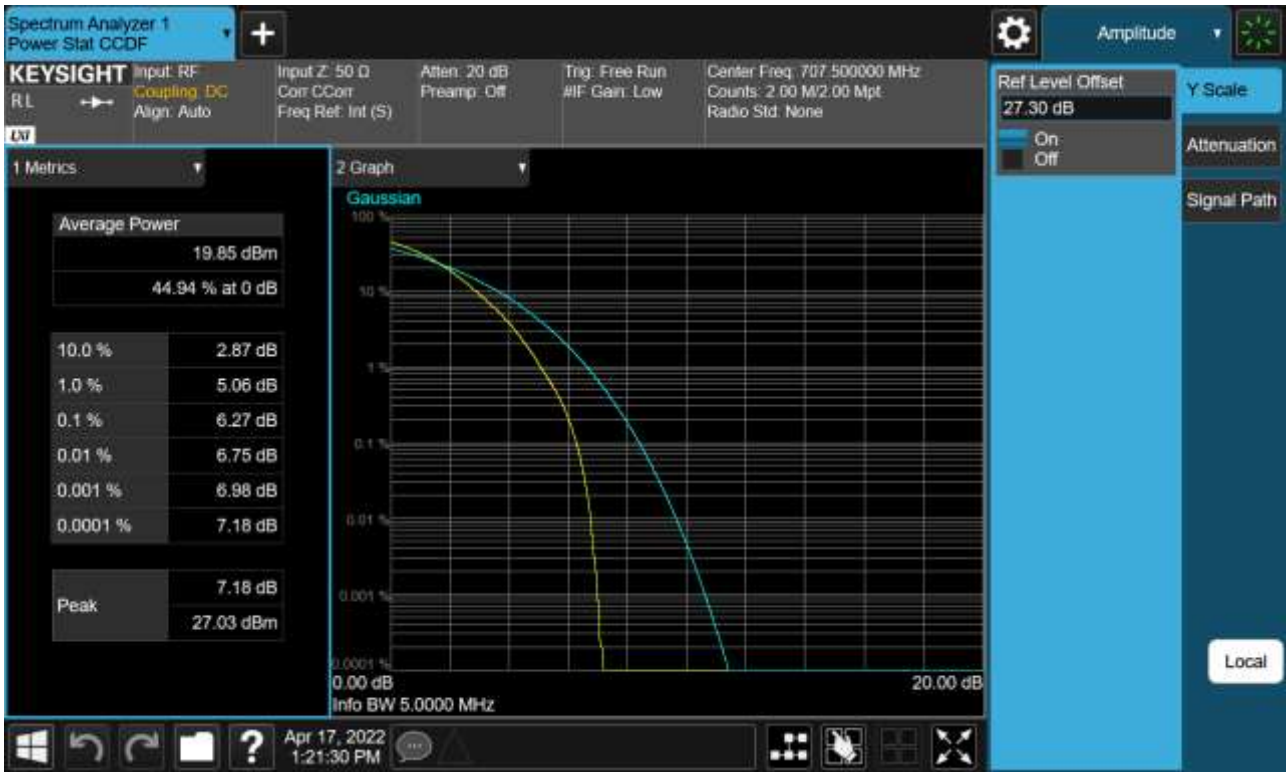 Spectrum Analyzer 1
Power Stat CCDF
+
Amplitude
KEYSIGHT
RL
LXI
Input: RF
Coupling: DC
Align: Auto
Input Z: 50 Ω
Corr CCorr
Freq Ref: Int (S)
Atten: 20 dB
Preamp: Off
Trig: Free Run
#IF Gain: Low
Center Freq: 707.500000 MHz
Counts: 2.00 M/2.00 Mpt
Radio Std: None
Ref Level Offset
27.30 dB
On
Off
Y Scale
Attenuation
Signal Path
1 Metrics
Average Power
19.85 dBm
44.94 % at 0 dB
10.0 % 2.87 dB
1.0 % 5.06 dB
0.1 % 6.27 dB
0.01 % 6.75 dB
0.001 % 6.98 dB
0.0001 % 7.18 dB
Peak
7.18 dB
27.03 dBm
2 Graph
Gaussian
100 %
10 %
1 %
0.1 %
0.01 %
0.001 %
0.0001 %
0.00 dB 20.00 dB
Info BW 5.0000 MHz
Local
?
Apr 17, 2022
1:21:30 PM